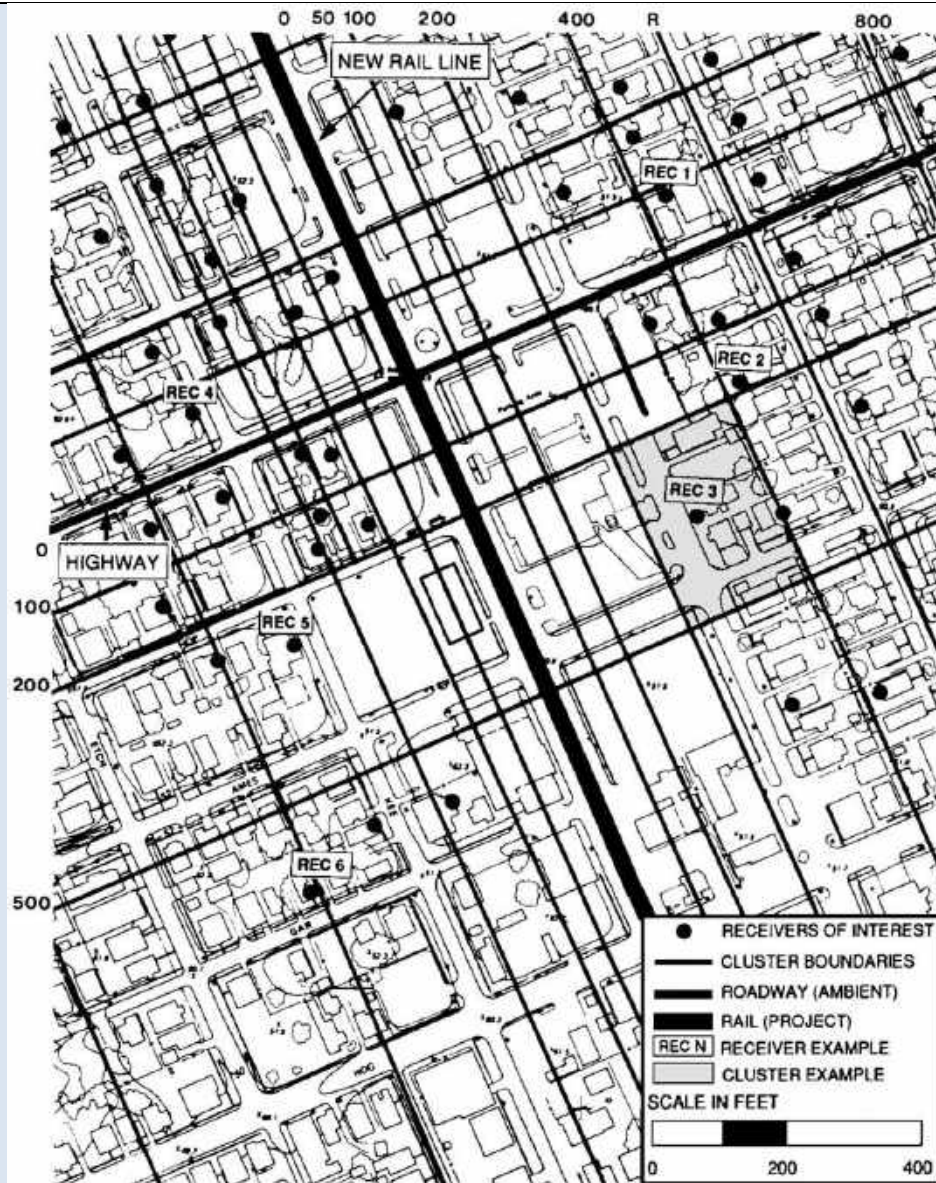 0 50 100 200 400 R 800
NEW RAIL LINE
REC 1
REC 2
REC 4
REC 3
0
HIGHWAY
100
REC 5
200
AMES
REC 6
500
OAK
RECEIVERS OF INTEREST
CLUSTER BOUNDARIES
ROADWAY (AMBIENT)
RAIL (PROJECT)
REC N RECEIVER EXAMPLE
CLUSTER EXAMPLE
SCALE IN FEET
0 200 400